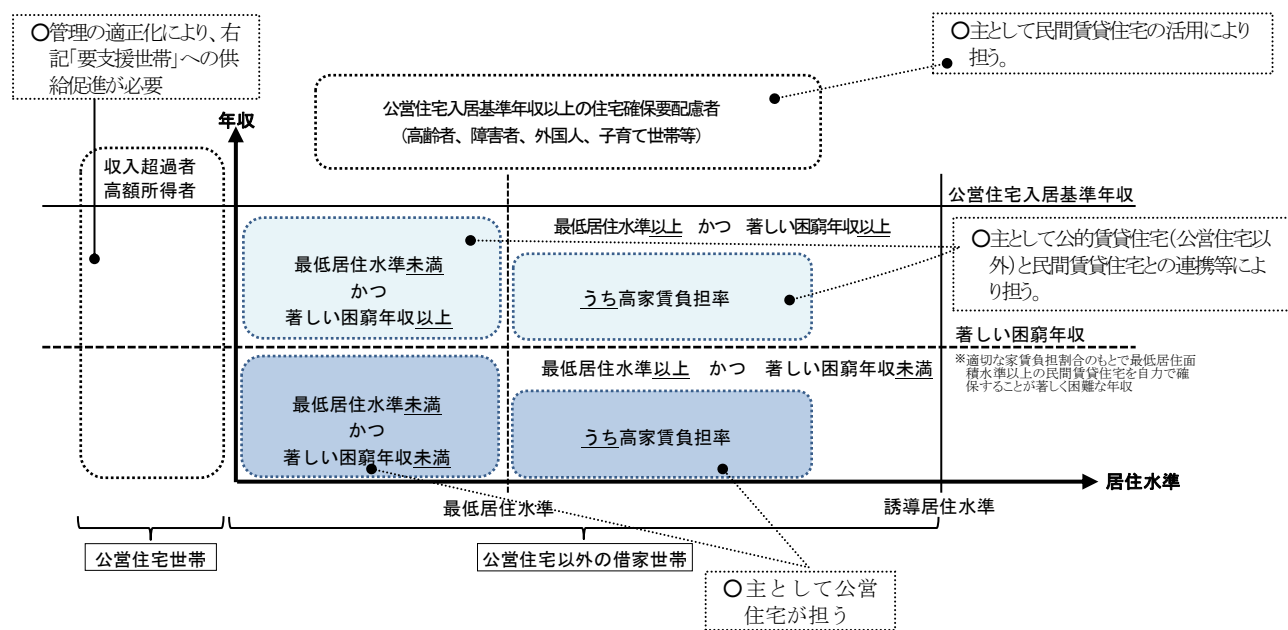 〇管理の適正化により、右
記「要支援世帯」への供
給促進が必要
〇主として民間賃貸住宅の活用により
担う。
公営住宅入居基準年収以上の住宅確保要配慮者
（高齢者、障害者、外国人、子育て世帯等）
年収
収入超過者
高額所得者
公営住宅入居基準年収
最低居住水準以上　かつ　著しい困窮年収以上
〇主として公的賃貸住宅（公営住宅以
外）と民間賃貸住宅との連携等によ
り担う。
最低居住水準未満
かつ
著しい困窮年収以上
うち高家賃負担率
著しい困窮年収
※適切な家賃負担割合のもとで最低居住面
積水準以上の民間賃貸住宅を自力で確
保することが著しく困難な年収
最低居住水準以上　かつ　著しい困窮年収未満
最低居住水準未満
かつ
著しい困窮年収未満
うち高家賃負担率
居住水準
最低居住水準
誘導居住水準
公営住宅世帯
公営住宅以外の借家世帯
〇主として公営
住宅が担う